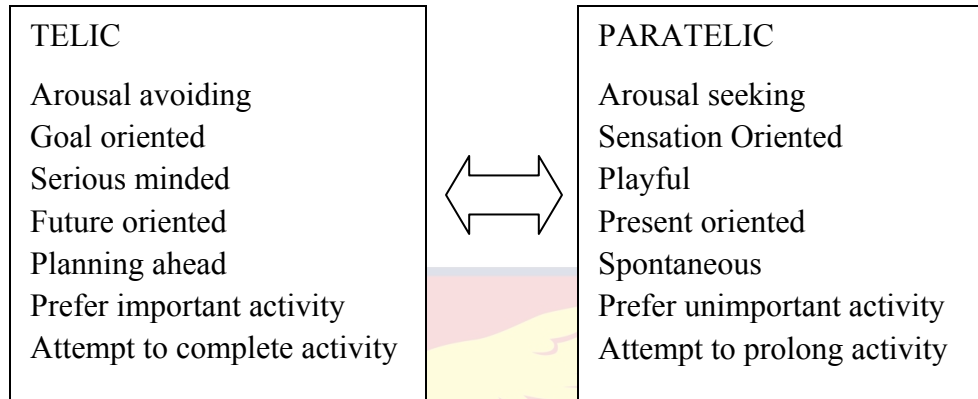 TELIC
Arousal avoiding
Goal oriented
Serious minded
Future oriented
Planning ahead
Prefer important activity
Attempt to complete activity
PARATELIC
Arousal seeking
Sensation Oriented
Playful
Present oriented
Spontaneous
Prefer unimportant activity
Attempt to prolong activity